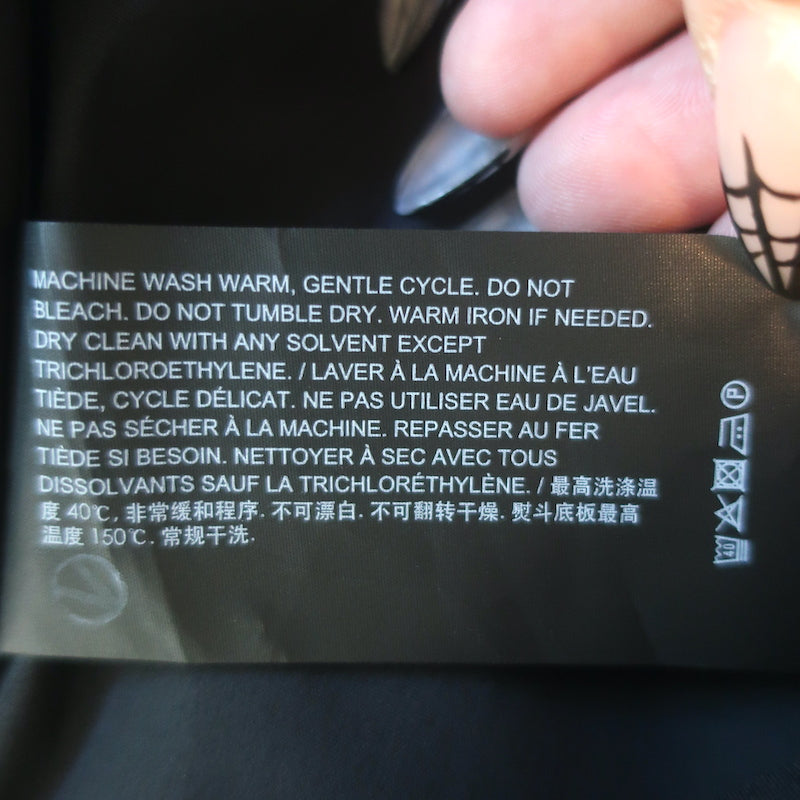 MACHINE WASH WARM, GENTLE CYCLE. DO NOT
BLEACH. DO NOT TUMBLE DRY. WARM IRON IF NEEDED.
DRY CLEAN WITH ANY SOLVENT EXCEPT
TRICHLOROETHYLENE. / LAVER À LA MACHINE À L'EAU
TIÈDE, CYCLE DÉLICAT. NE PAS UTILISER EAU DE JAVEL.
NE PAS SÉCHER À LA MACHINE. REPASSER AU FER
TIÈDE SI BESOIN. NETTOYER À SEC AVEC TOUS
DISSOLVANTS SAUF LA TRICHLORÉTHYLÈNE. / 最高洗涤温
度 40℃, 非常缓和程序. 不可漂白. 不可翻转干燥. 熨斗底板最高
温度 150℃. 常规干洗.
40
P